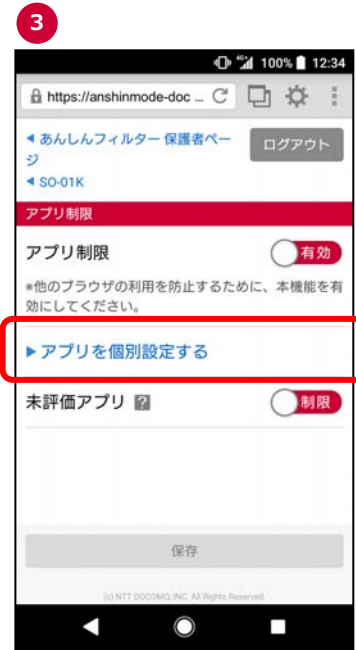 3
4G 100% 12:34
https://anshinmode-doc ...
◀ あんしんフィルター 保護者ペー
ジ
ログアウト
◀ SO-01K
アプリ制限
アプリ制限 有効
※他のブラウザの利用を防止するために、本機能を有
効にしてください。
▶アプリを個別設定する
未評価アプリ ? 制限
保存
(c) NTT DOCOMO, INC. All Rights Reserved.